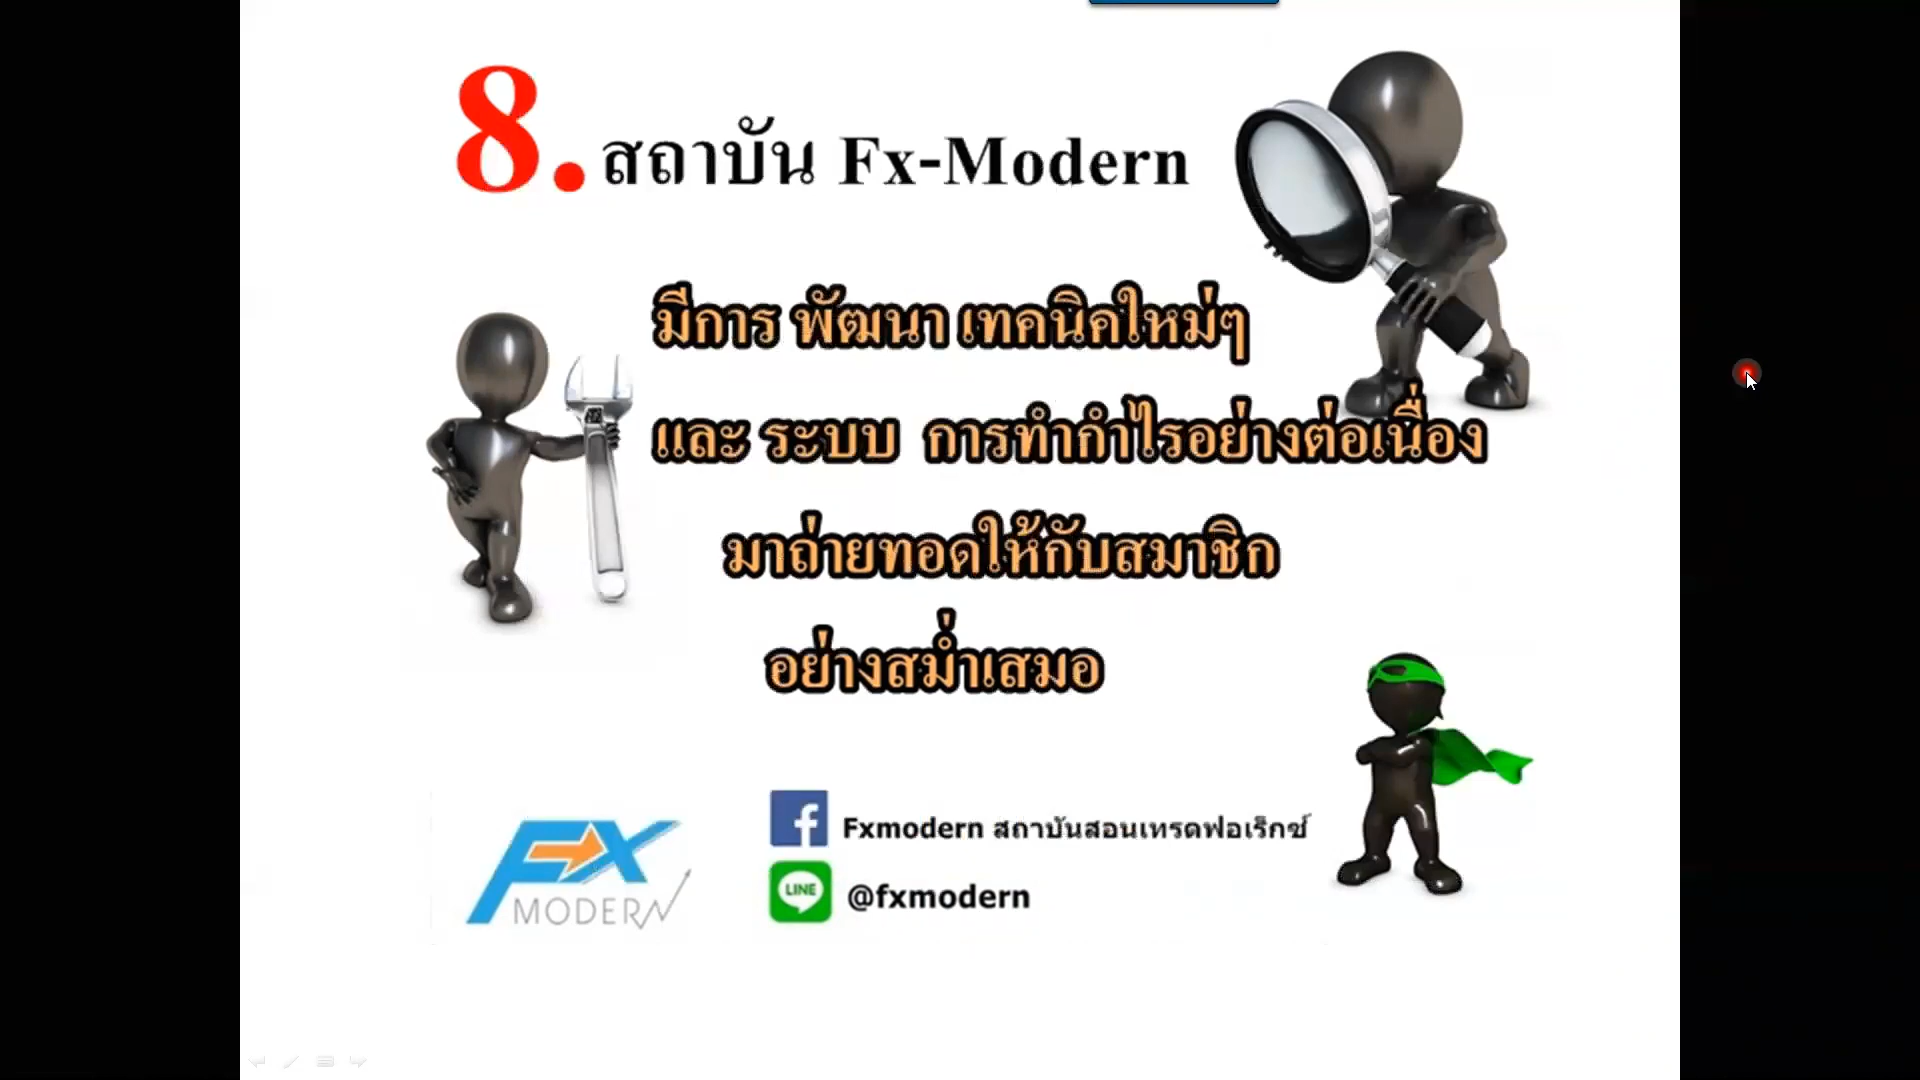 8. สถาบัน Fx-Modern
มีการ พัฒนา เทคนิคใหม่ๆ
และ ระบบ การทำกำไรอย่างต่อเนื่อง
มาถ่ายทอดให้กับสมาชิก
อย่างสม่ำเสมอ
FX
MODERN
f
Fxmodern สถาบันสอนเทรดฟอเร็กซ์
LINE
@fxmodern